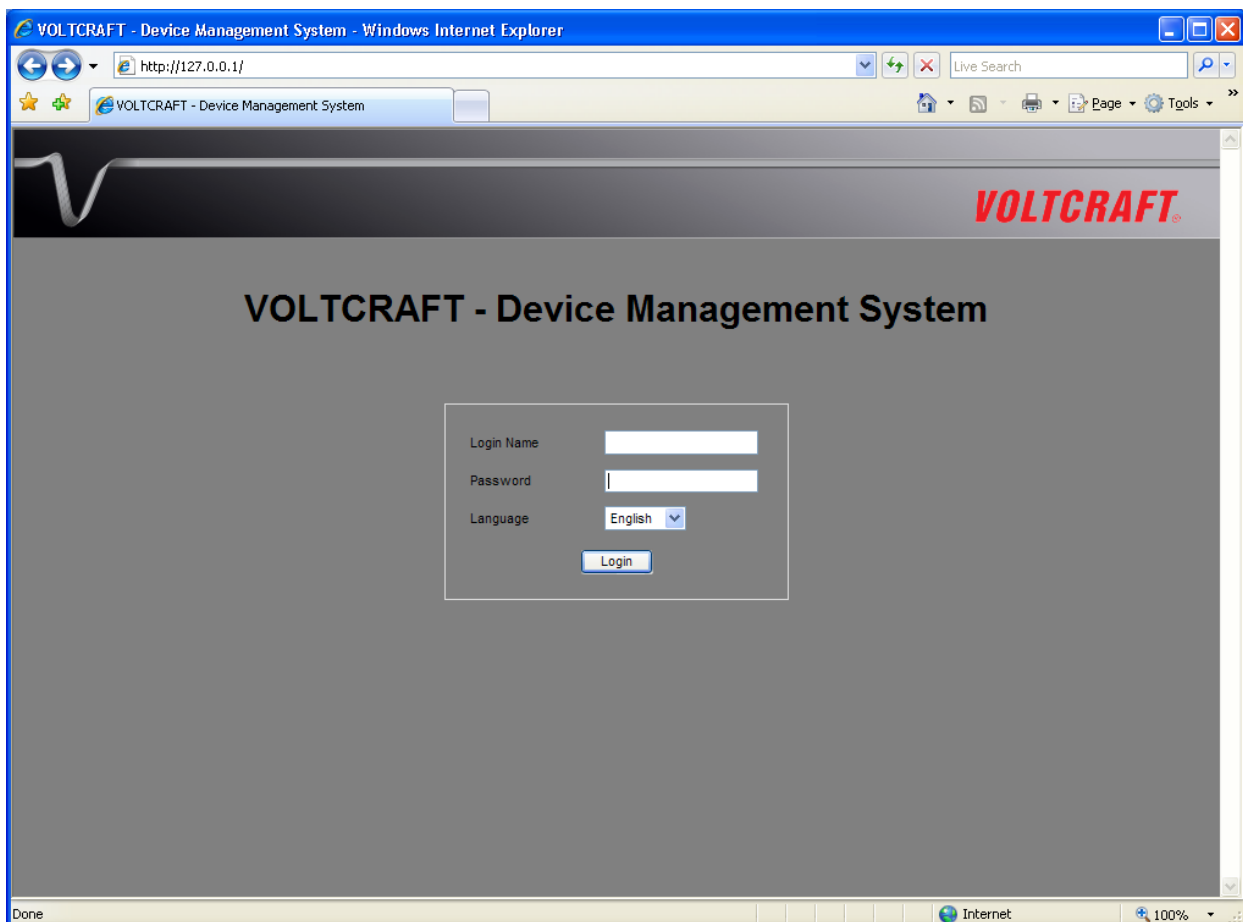 VOLTCRAFT - Device Management System - Windows Internet Explorer
http://127.0.0.1/
Live Search
VOLTCRAFT - Device Management System
Page
Tools
»
VOLTCRAFT®
VOLTCRAFT - Device Management System
Login Name
Password
Language English
Login
Done
Internet
100%